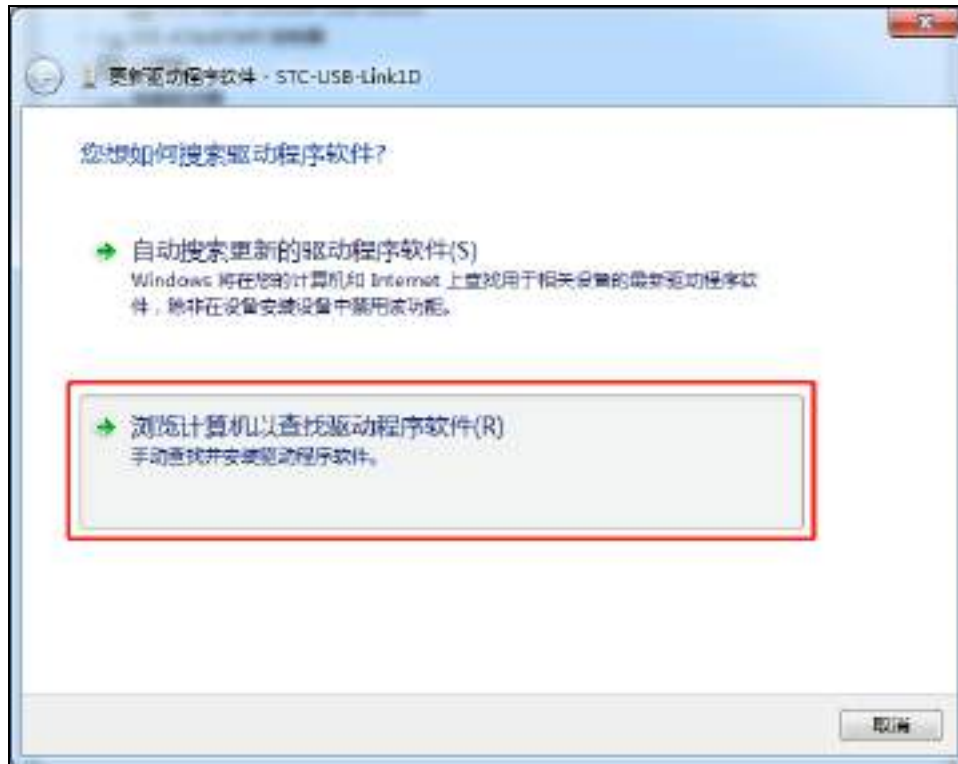 更新驱动程序软件 - STC-USB-Link1D
您想如何搜索驱动程序软件?
自动搜索更新的驱动程序软件(S)
Windows 将在您的计算机和 Internet 上查找用于相关设备的最新驱动程序软
件，除非在设备安装设置中禁用该功能。
浏览计算机以查找驱动程序软件(R)
手动查找并安装驱动程序软件。
取消